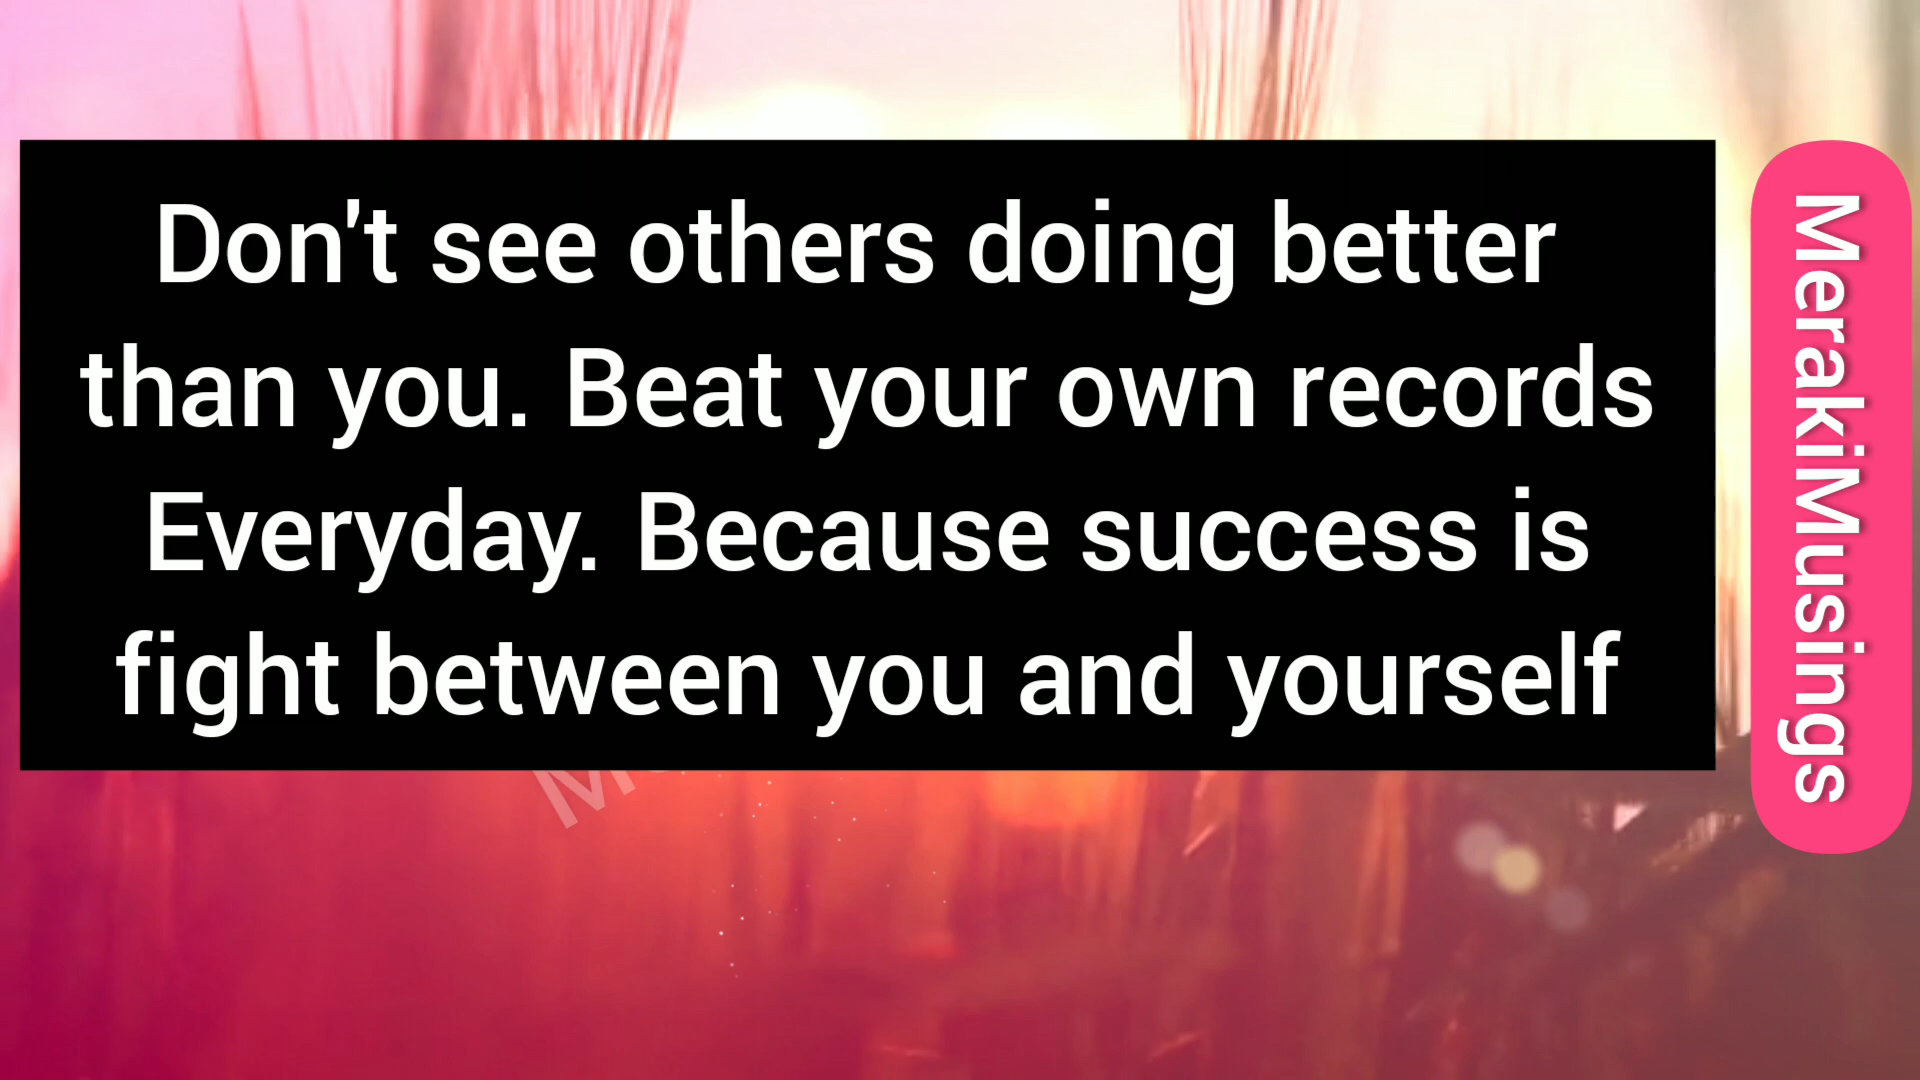 Don't see others doing better
than you. Beat your own records
Everyday. Because success is
fight between you and yourself
MerakiMusings